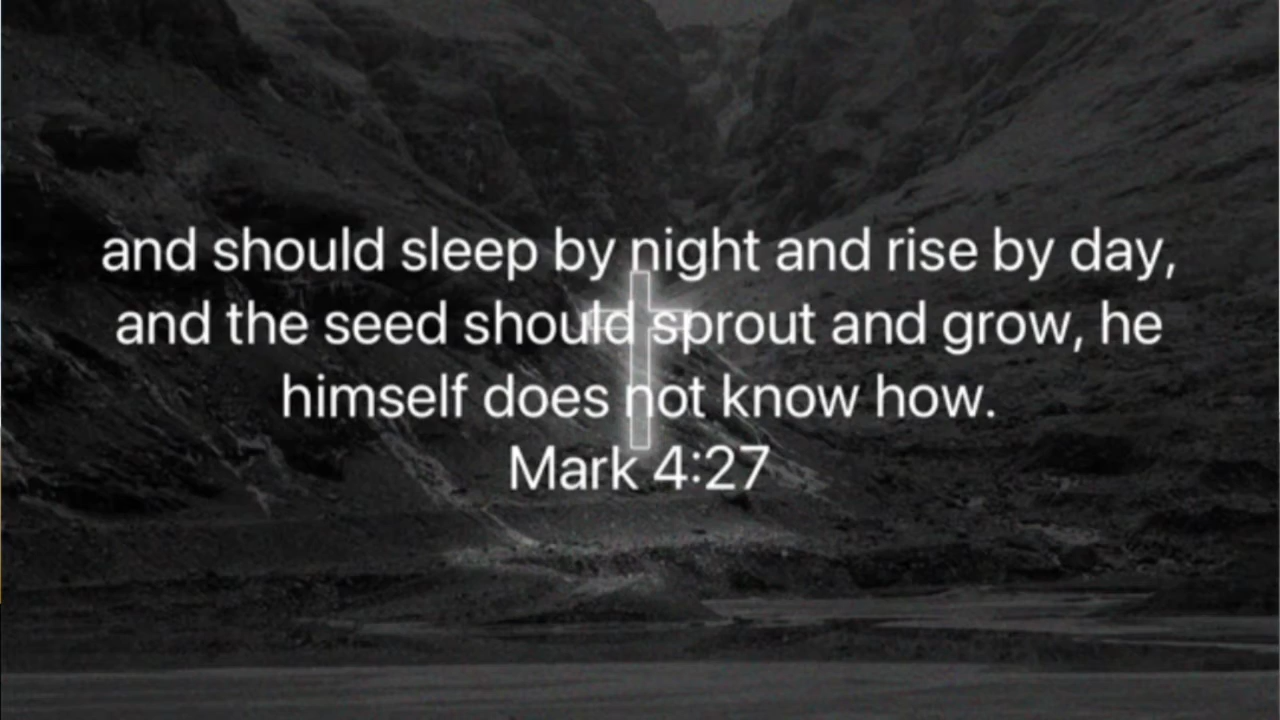 and should sleep by night and rise by day,
and the seed should sprout and grow, he
himself does not know how.
Mark 4:27